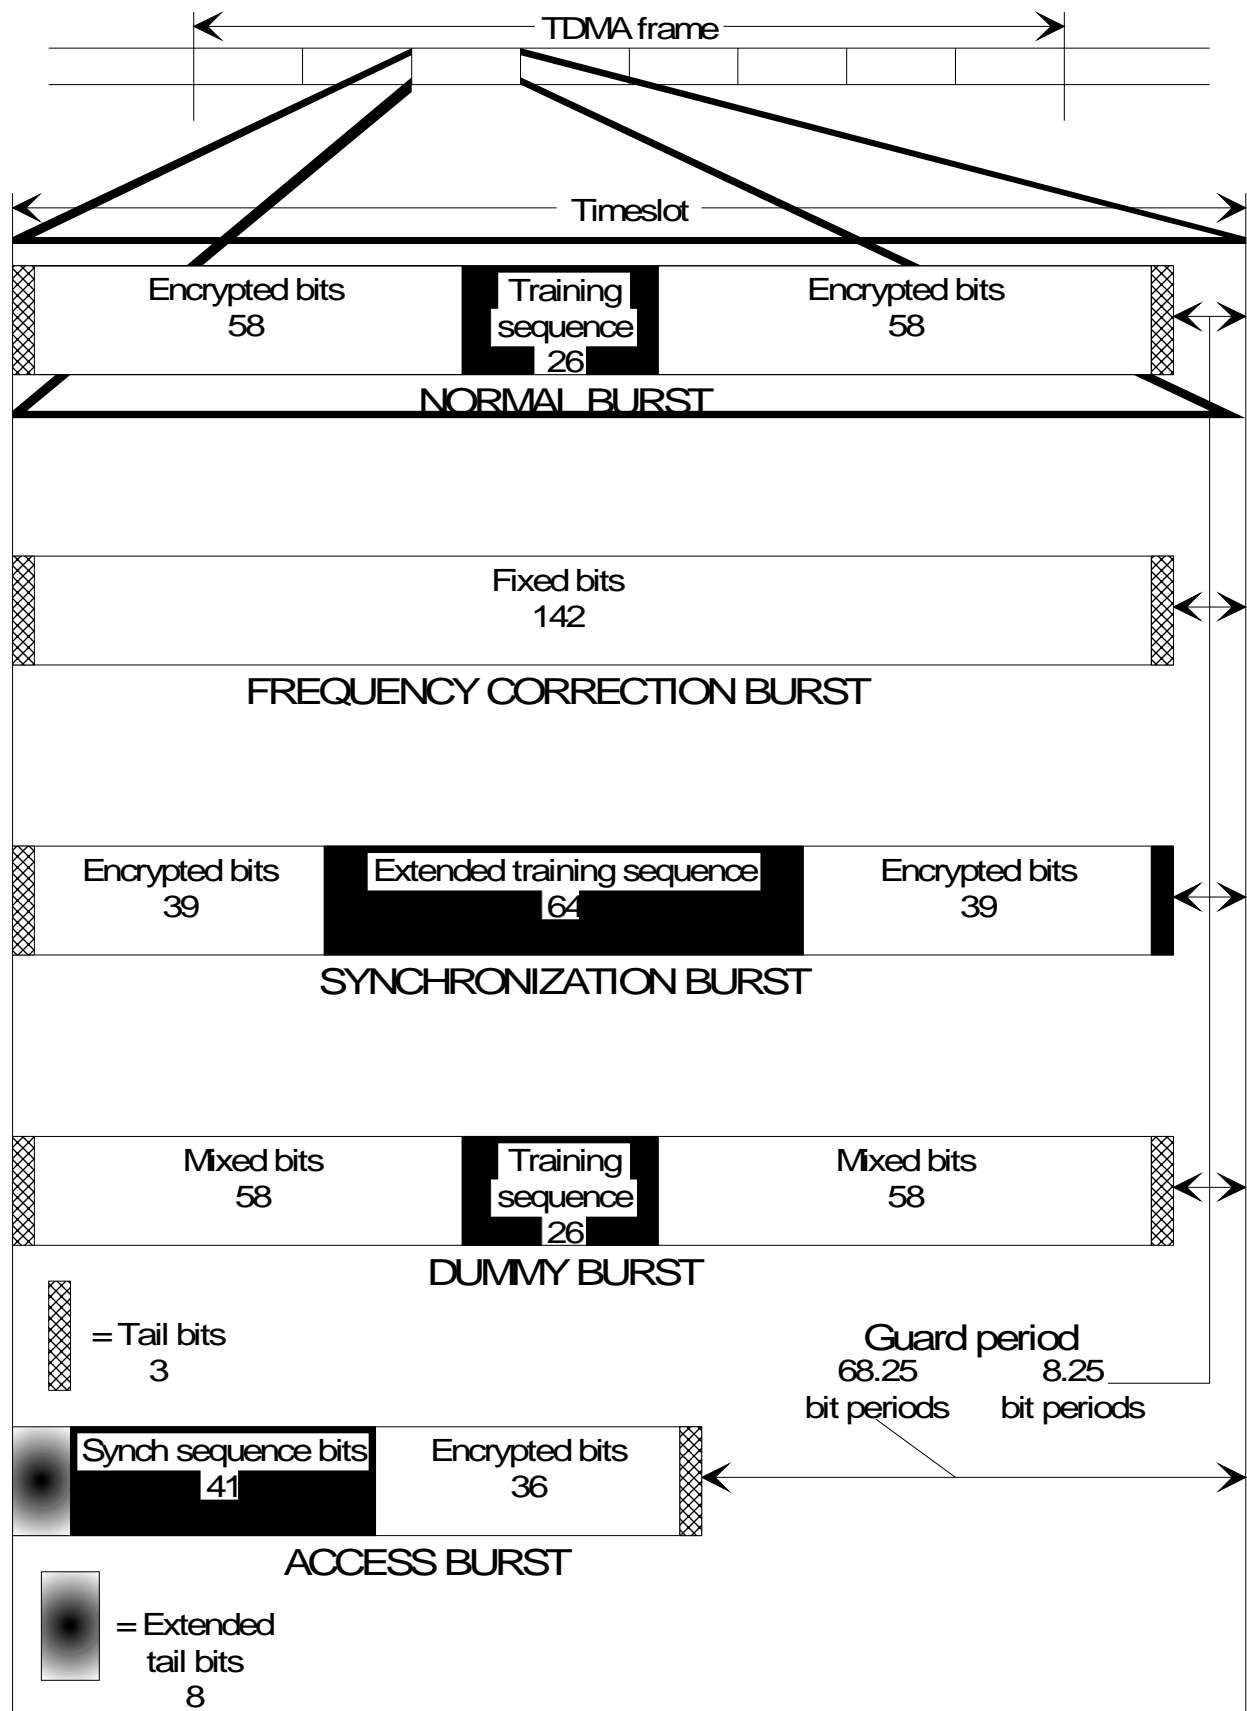 TDMA frame
Timeslot
Encrypted bits
58
Training
sequence
26
Encrypted bits
58
NORMAL BURST
Fixed bits
142
FREQUENCY CORRECTION BURST
Encrypted bits
39
Extended training sequence
64
Encrypted bits
39
SYNCHRONIZATION BURST
Mixed bits
58
Training
sequence
26
Mixed bits
58
DUMMY BURST
= Tail bits
3
Guard period
68.25
bit periods
8.25
bit periods
Synch sequence bits
41
Encrypted bits
36
ACCESS BURST
= Extended
tail bits
8